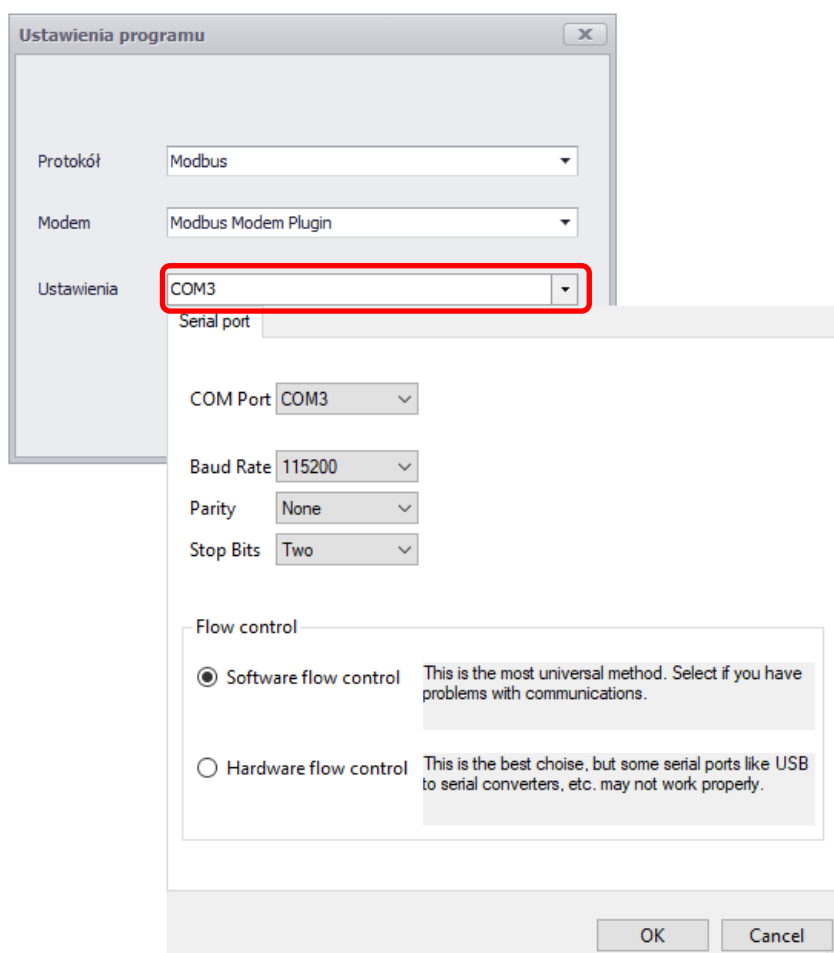 Ustawienia programu
Protokół Modbus
Modem Modbus Modem Plugin
Ustawienia COM3
Serial port
COM Port COM3
Baud Rate 115200
Parity None
Stop Bits Two
Flow control
Software flow control
This is the most universal method. Select if you have
problems with communications.
Hardware flow control
This is the best choise, but some serial ports like USB
to serial converters, etc. may not work properly.
OK Cancel